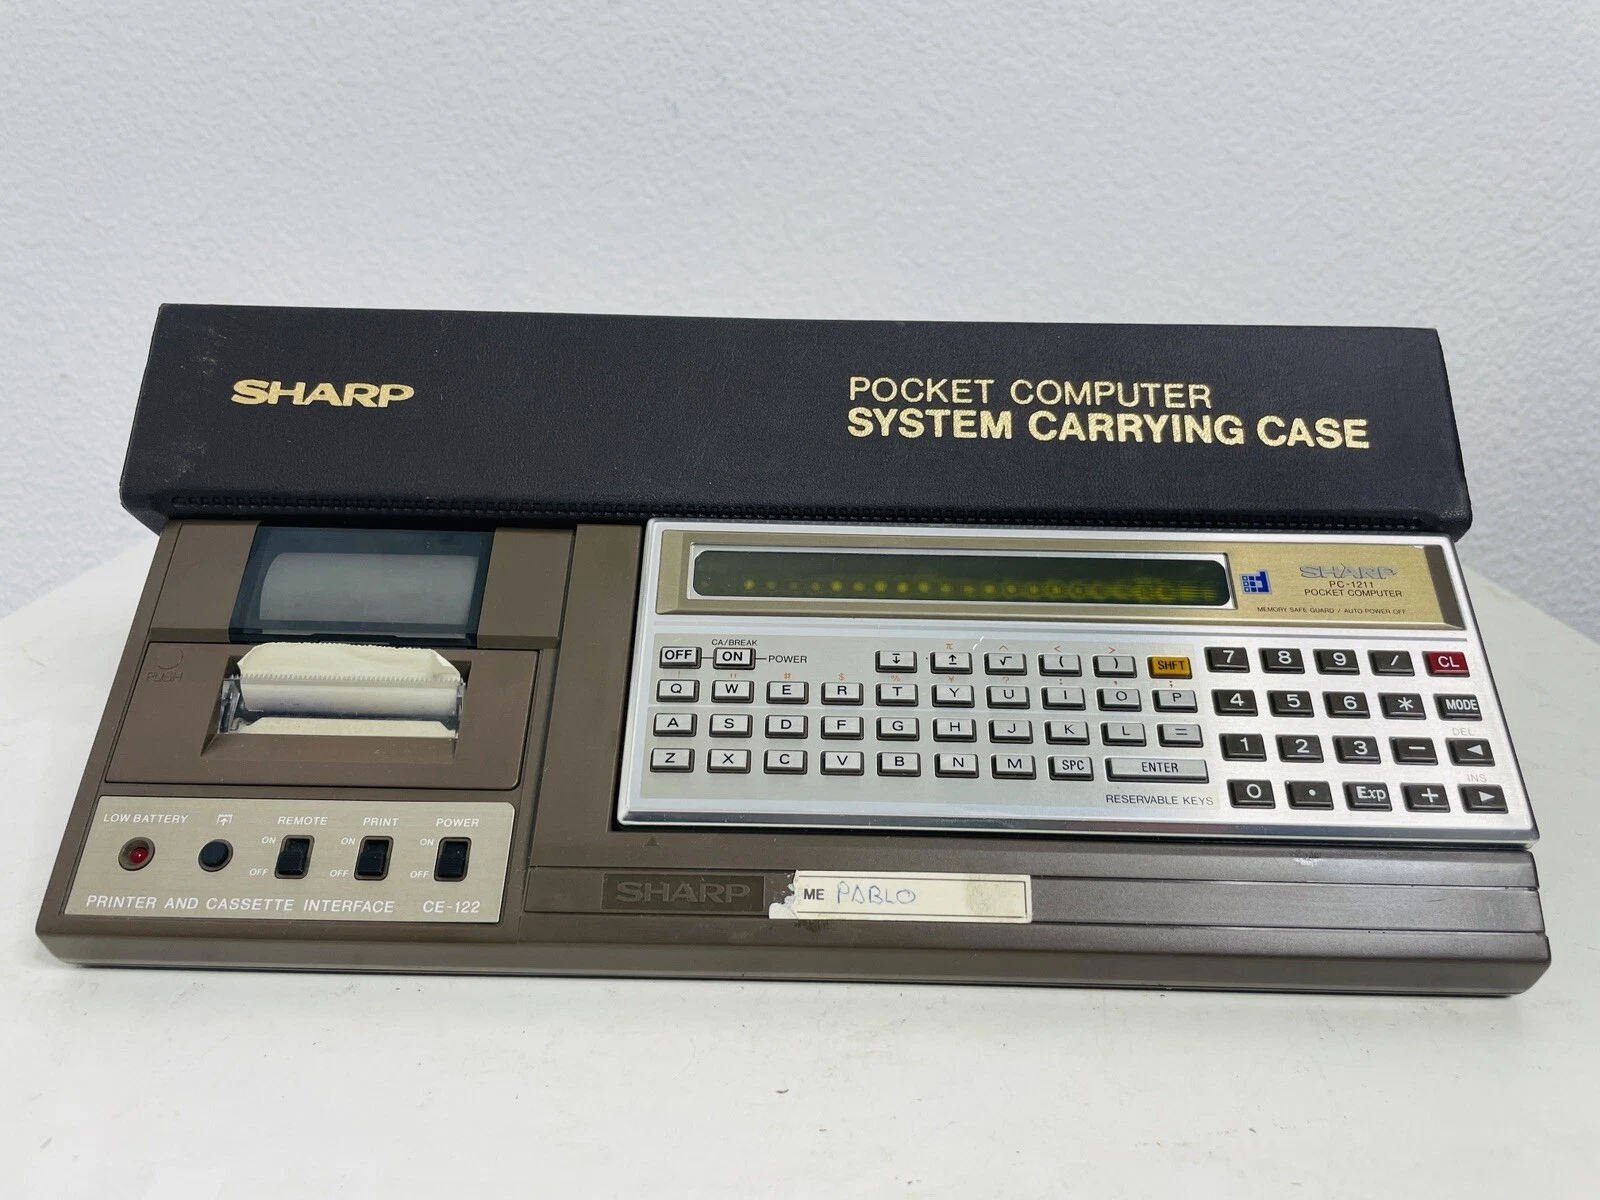 SHARP
POCKET COMPUTER
SYSTEM CARRYING CASE
SHARP
PC-1211
POCKET COMPUTER
MEMORY SAFE GUARD / AUTO POWER OFF
CA/BREAK
OFF ON POWER
π ^ < >
√ ( ) SHFT
7 8 9 / CL
! " # $ % ¥ ? : , ;
Q W E R T Y U I O P
4 5 6 * MODE
A S D F G H J K L =
1 2 3 − DEL ◀
Z X C V B N M SPC ENTER
0 . Exp + INS ▶
RESERVABLE KEYS
PUSH
LOW BATTERY REMOTE PRINT POWER
ON ON ON
OFF OFF OFF
PRINTER AND CASSETTE INTERFACE CE-122
SHARP
ME PABLO